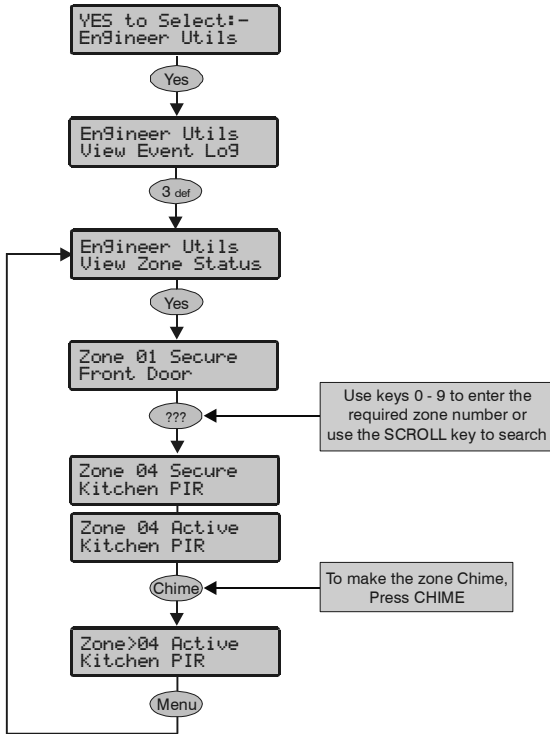 YES to Select:-
Engineer Utils
Yes
Engineer Utils
View Event Log
3 def
Engineer Utils
View Zone Status
Yes
Zone 01 Secure
Front Door
???
Use keys 0 - 9 to enter the
required zone number or
use the SCROLL key to search
Zone 04 Secure
Kitchen PIR
Zone 04 Active
Kitchen PIR
Chime
To make the zone Chime,
Press CHIME
Zone>04 Active
Kitchen PIR
Menu